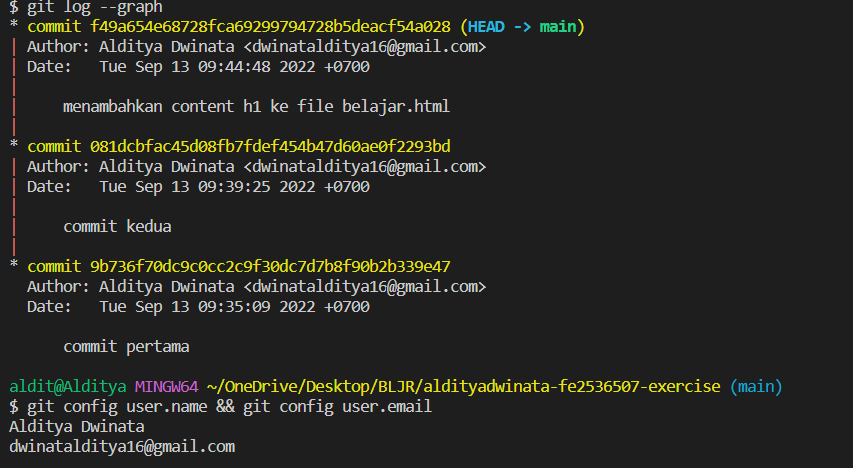 $ git log --graph
* commit f49a654e68728fca69299794728b5deacf54a028 (HEAD -> main)
| Author: Alditya Dwinata <dwinatalditya16@gmail.com>
| Date:   Tue Sep 13 09:44:48 2022 +0700
|
|     menambahkan content h1 ke file belajar.html
|
* commit 081dcbfac45d08fb7fdef454b47d60ae0f2293bd
| Author: Alditya Dwinata <dwinatalditya16@gmail.com>
| Date:   Tue Sep 13 09:39:25 2022 +0700
|
|     commit kedua
|
* commit 9b736f70dc9c0cc2c9f30dc7d7b8f90b2b339e47
  Author: Alditya Dwinata <dwinatalditya16@gmail.com>
  Date:   Tue Sep 13 09:35:09 2022 +0700
      commit pertama
aldit@Alditya MINGW64 ~/OneDrive/Desktop/BLJR/aldityadwinata-fe2536507-exercise (main)
$ git config user.name && git config user.email
Alditya Dwinata
dwinatalditya16@gmail.com